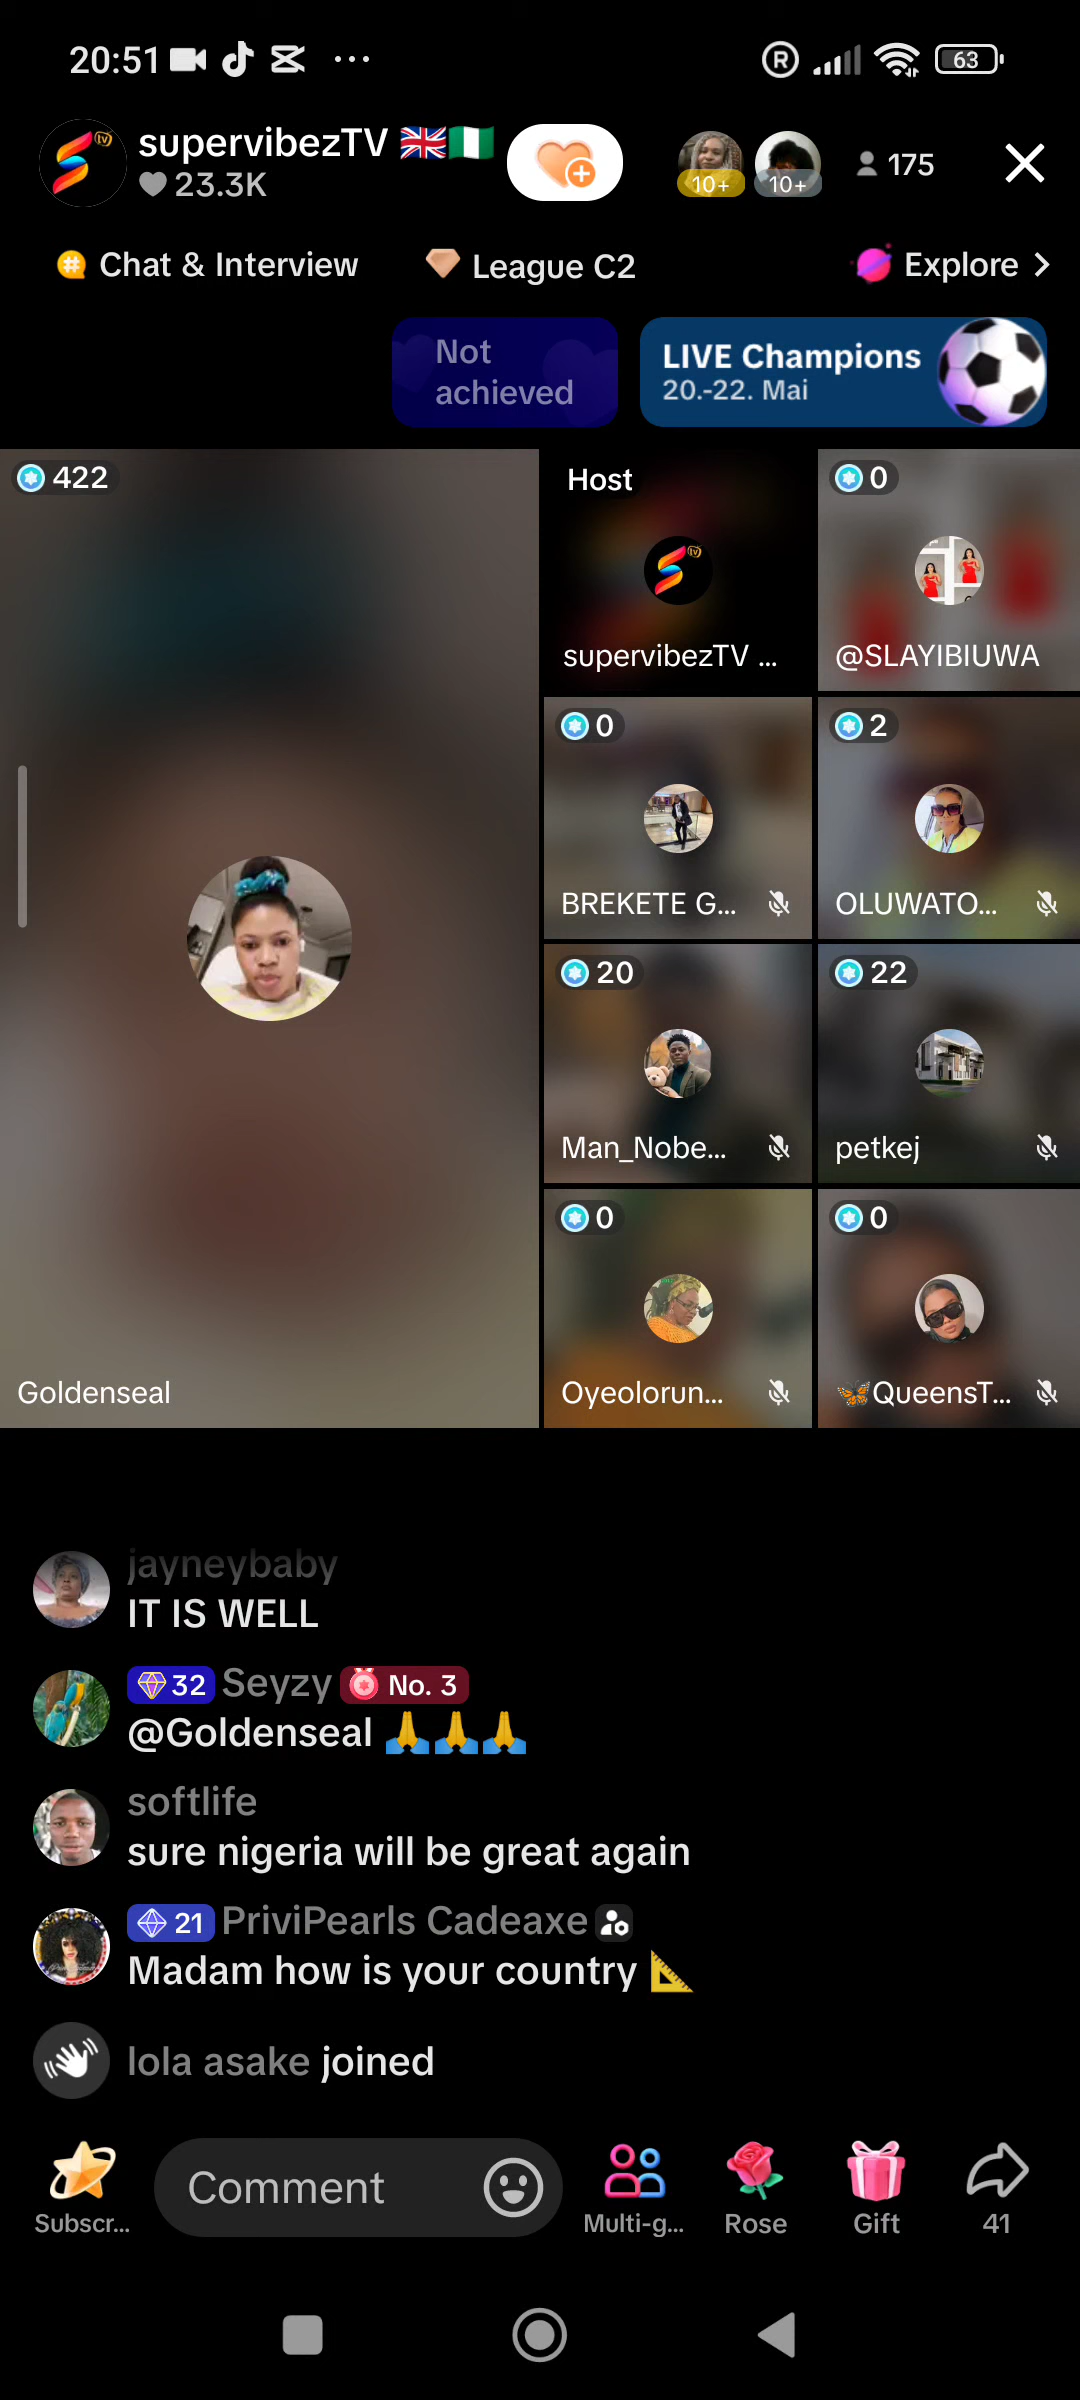 20:51
R
63
supervibezTV 🇬🇧🇳🇬
23.3K
10+
10+
175
Chat & Interview
League C2
Explore
Not
achieved
LIVE Champions
20.-22. Mai
422
Host
0
supervibezTV ...
@SLAYIBIUWA
0
2
BREKETE G...
OLUWATO...
20
22
Man_Nobe...
petkej
0
0
Goldenseal
Oyeolorun...
🦋QueensT...
jayneybaby
IT IS WELL
32 Seyzy No. 3
@Goldenseal 🙏🙏🙏
softlife
sure nigeria will be great again
21 PriviPearls Cadeaxe
Madam how is your country 📐
lola asake joined
Subscr...
Comment
Multi-g...
Rose
Gift
41